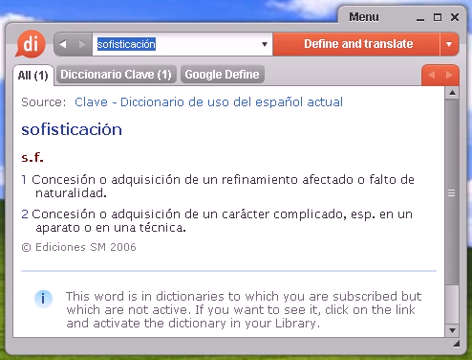 Menu
di
sofisticación
Define and translate
All (1) Diccionario Clave (1) Google Define
Source: Clave - Diccionario de uso del español actual
sofisticación
s.f.
1 Concesión o adquisición de un refinamiento afectado o falto de
naturalidad.
2 Concesión o adquisición de un carácter complicado, esp. en un
aparato o en una técnica.
© Ediciones SM 2006
i
This word is in dictionaries to which you are subscribed but
which are not active. If you want to see it, click on the link
and activate the dictionary in your Library.